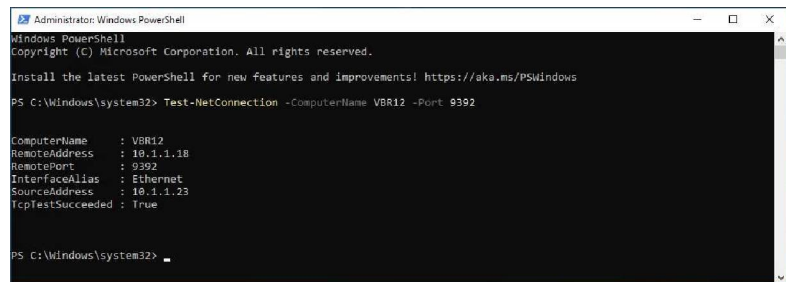 Administrator: Windows PowerShell
Windows PowerShell
Copyright (C) Microsoft Corporation. All rights reserved.
Install the latest PowerShell for new features and improvements! https://aka.ms/PSWindows
PS C:\Windows\system32> Test-NetConnection -ComputerName VBR12 -Port 9392
ComputerName     : VBR12
RemoteAddress    : 10.1.1.18
RemotePort       : 9392
InterfaceAlias   : Ethernet
SourceAddress    : 10.1.1.23
TcpTestSucceeded : True
PS C:\Windows\system32>